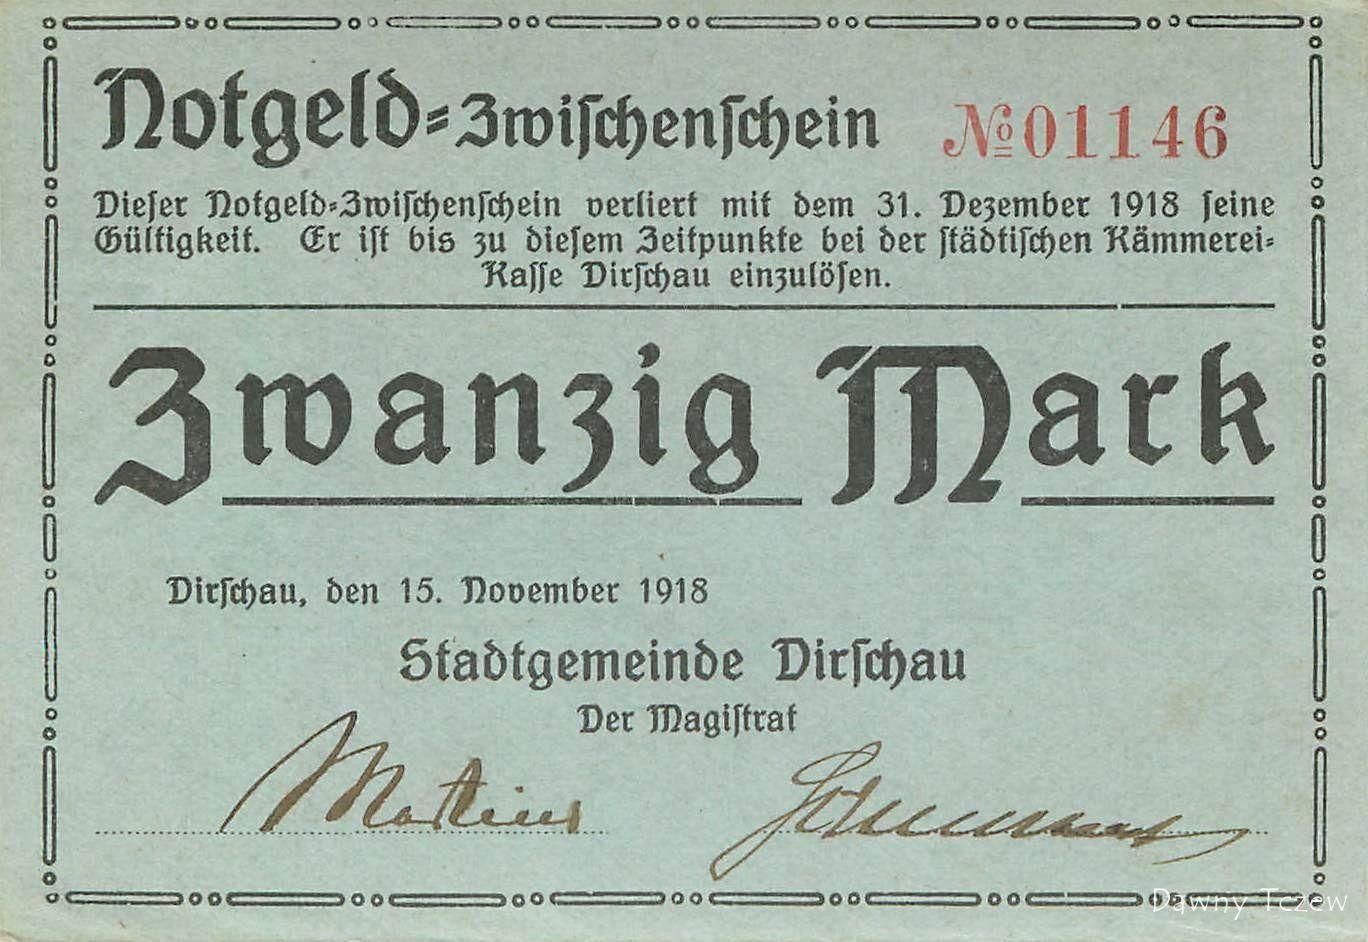 Notgeld=Zwischenschein № 01146
Dieser Notgeld=Zwischenschein verliert mit dem 31. Dezember 1918 seine
Gültigkeit. Er ist bis zu diesem Zeitpunkte bei der städtischen Kämmerei=
Kasse Dirschau einzulösen.
Zwanzig Mark
Dirschau, den 15. November 1918
Stadtgemeinde Dirschau
Der Magistrat
Dawny Tczew